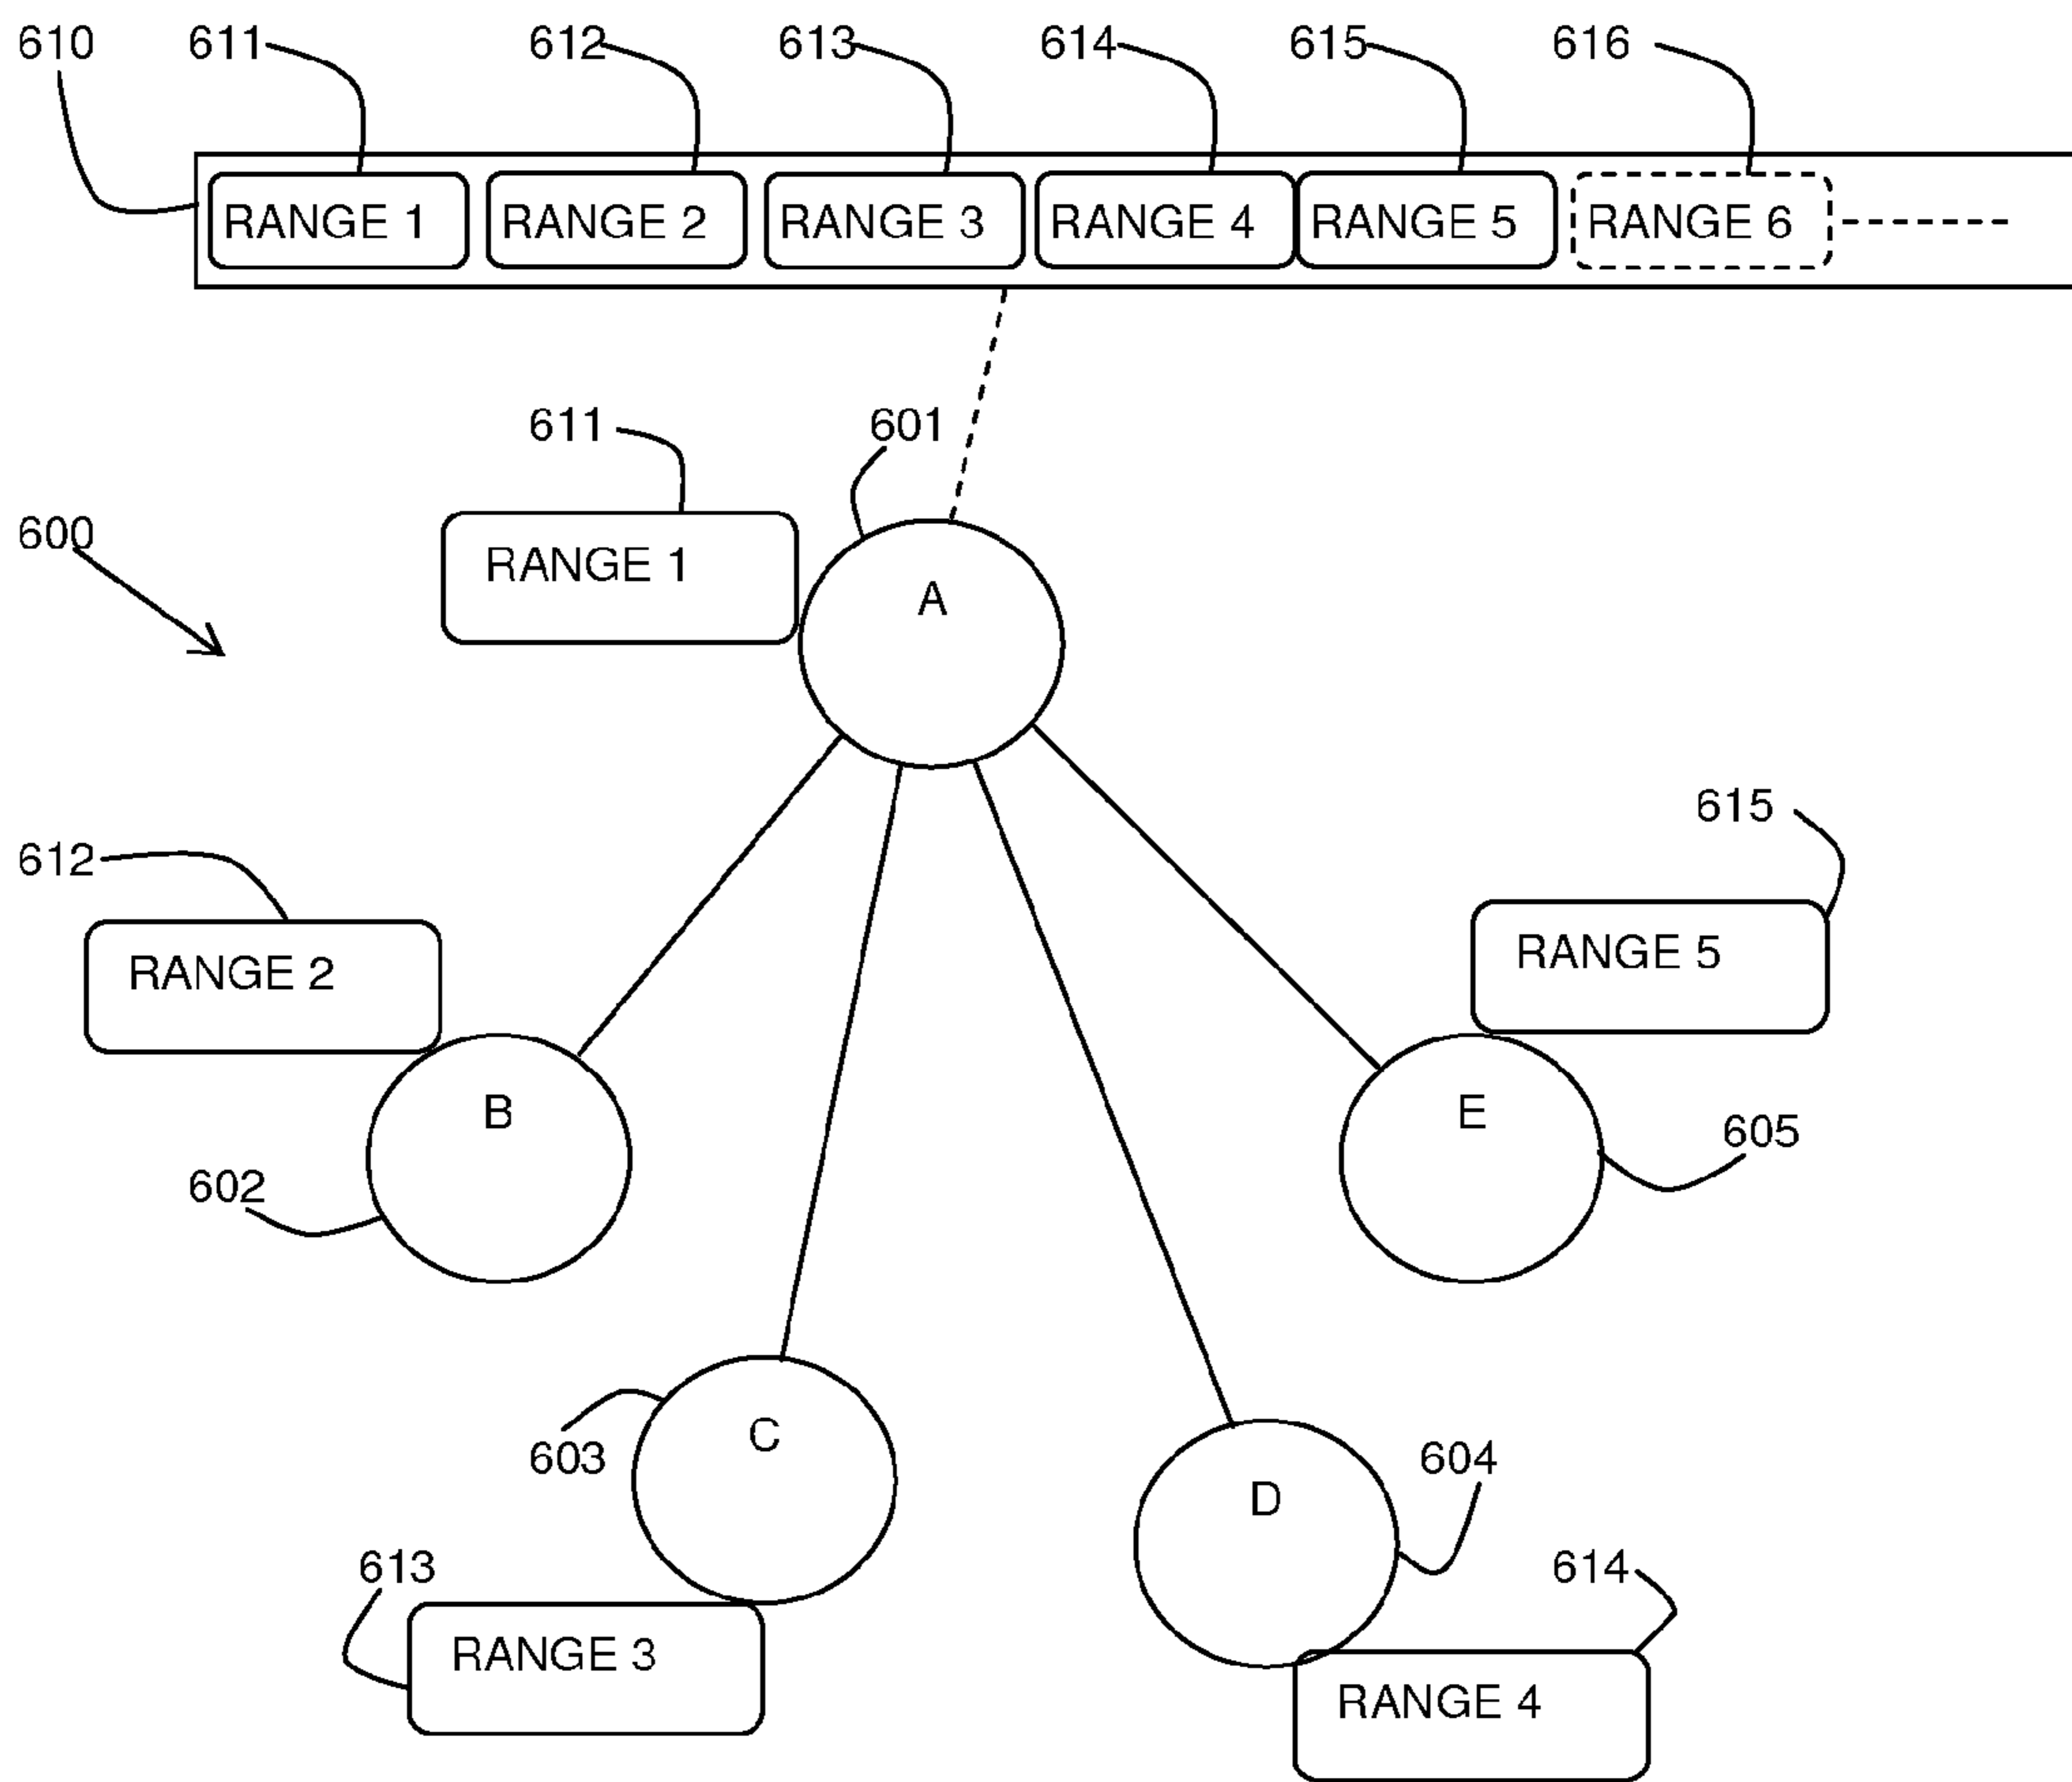 610 611 612 613 614 615 616
RANGE 1 RANGE 2 RANGE 3 RANGE 4 RANGE 5 RANGE 6
611 601
600
RANGE 1
A
615
612
RANGE 5
RANGE 2
B E
605
602
C
603 604
D
613 614
RANGE 3
RANGE 4